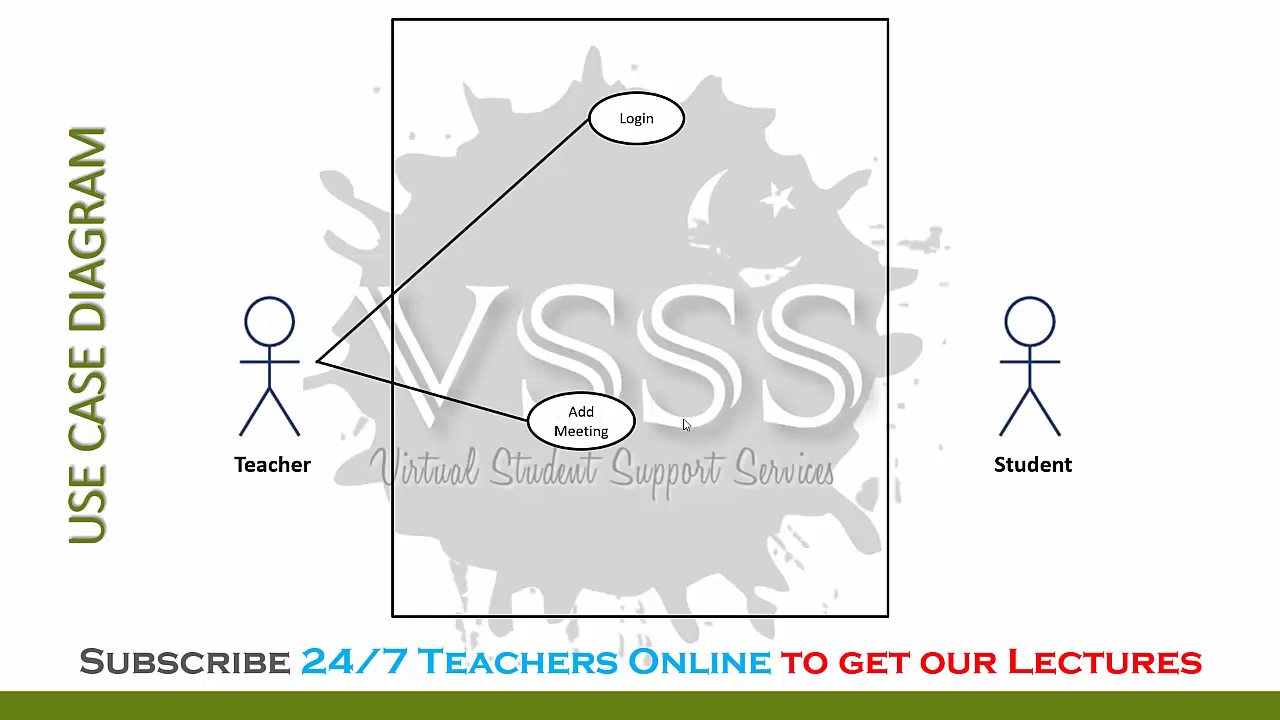 USE CASE DIAGRAM
Login
VSSS
Add
Meeting
Virtual Student Support Services
Teacher
Student
SUBSCRIBE 24/7 TEACHERS ONLINE TO GET OUR LECTURES